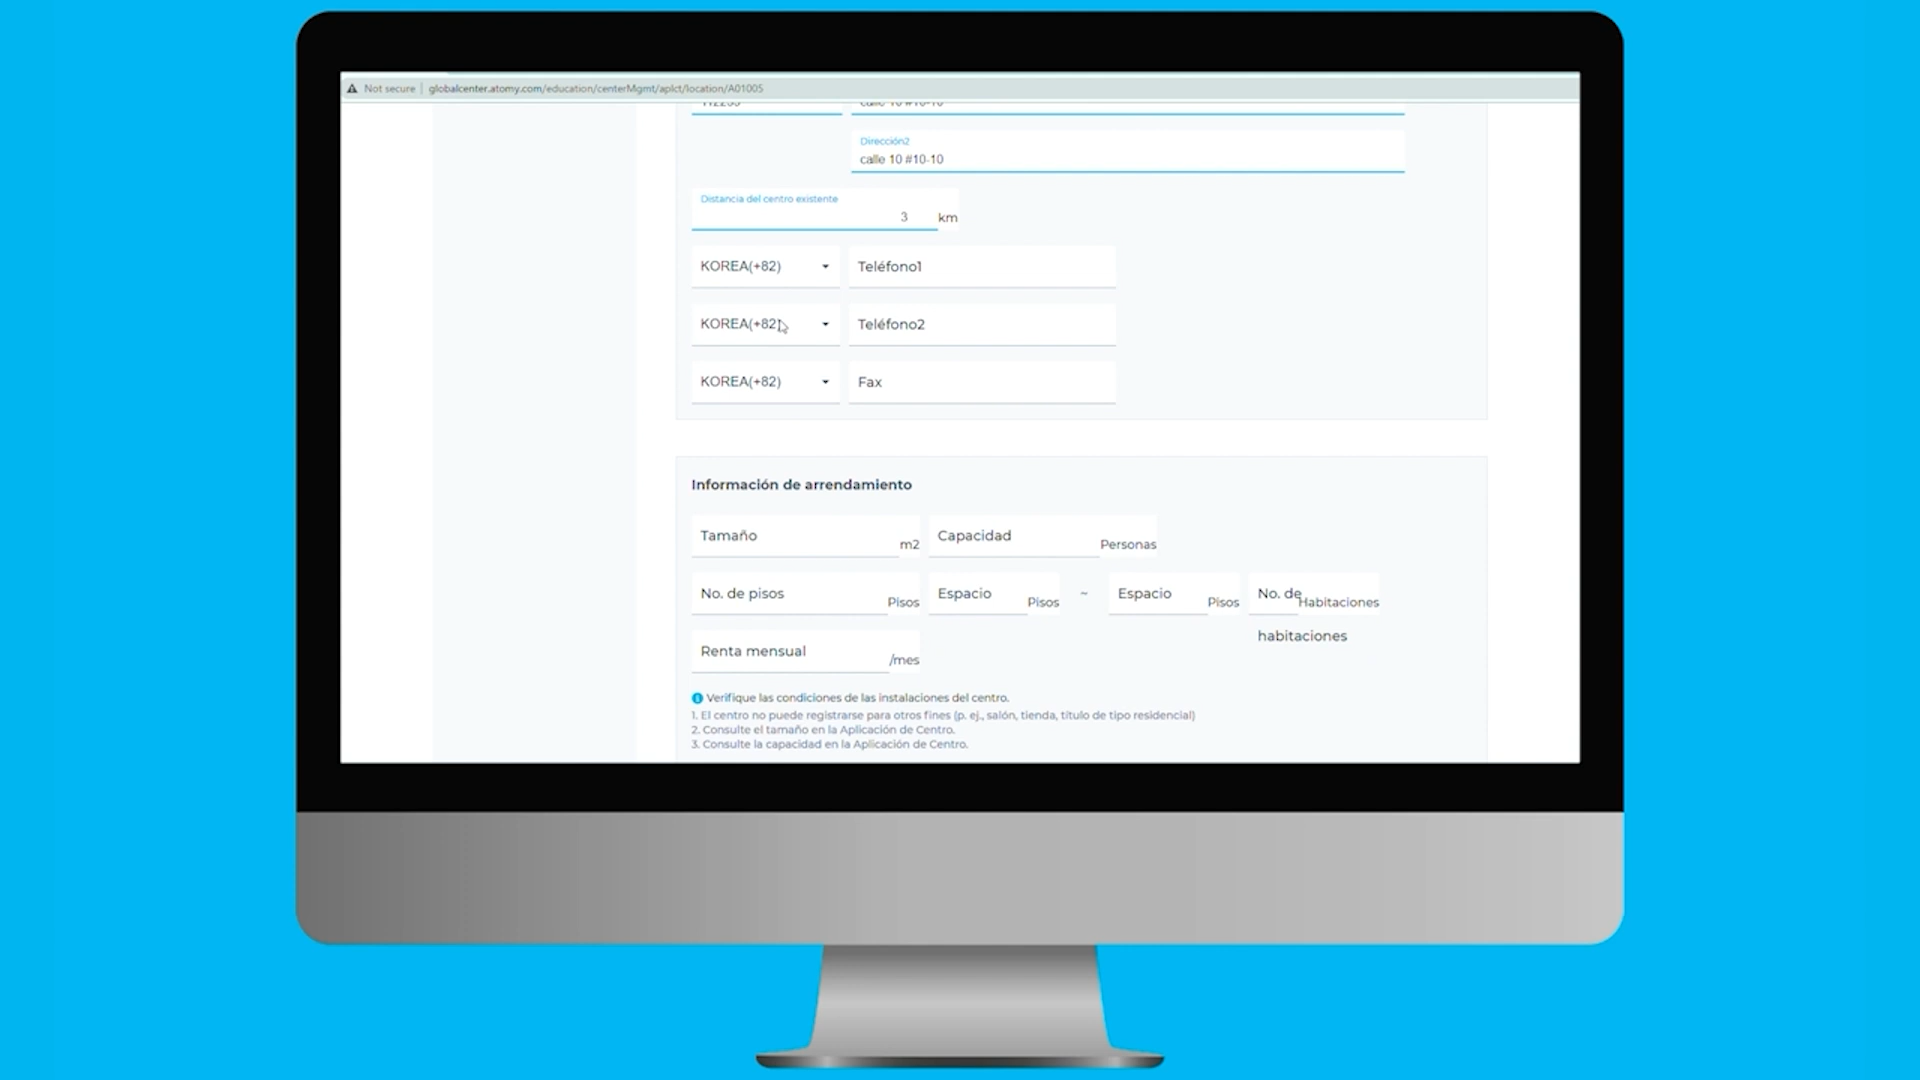 Not secure | globalcenter.atomy.com/education/centerMgmt/aplct/location/A01005
Dirección2
calle 10 #10-10
Distancia del centro existente
3 km
KOREA(+82) Teléfono1
KOREA(+82) Teléfono2
KOREA(+82) Fax
Información de arrendamiento
Tamaño m2 Capacidad Personas
No. de pisos Pisos Espacio Pisos ~ Espacio Pisos No. de Habitaciones
habitaciones
Renta mensual /mes
Verifique las condiciones de las instalaciones del centro.
1. El centro no puede registrarse para otros fines (p. ej., salón, tienda, título de tipo residencial)
2. Consulte el tamaño en la Aplicación de Centro.
3. Consulte la capacidad en la Aplicación de Centro.